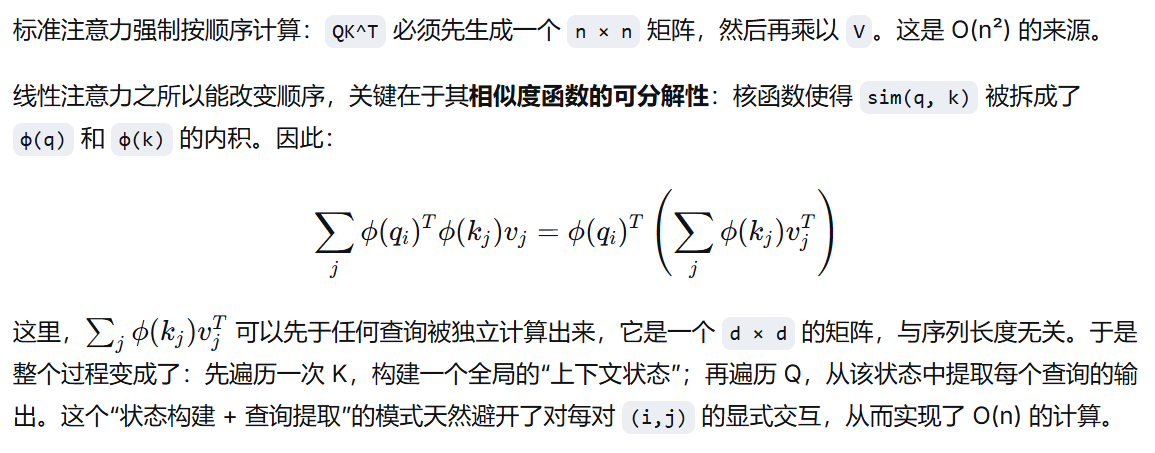 标准注意力强制按顺序计算：QK^T 必须先生成一个 n × n 矩阵，然后再乘以 V。这是 O(n²) 的来源。
线性注意力之所以能改变顺序，关键在于其相似度函数的可分解性：核函数使得 sim(q, k) 被拆成了
ϕ(q) 和 ϕ(k) 的内积。因此：
∑_j ϕ(q_i)^T ϕ(k_j) v_j = ϕ(q_i)^T (∑_j ϕ(k_j) v_j^T)
这里，∑_j ϕ(k_j) v_j^T 可以先于任何查询被独立计算出来，它是一个 d × d 的矩阵，与序列长度无关。于是
整个过程变成了：先遍历一次 K，构建一个全局的“上下文状态”；再遍历 Q，从该状态中提取每个查询的输
出。这个“状态构建 + 查询提取”的模式天然避开了对每对 (i,j) 的显式交互，从而实现了 O(n) 的计算。